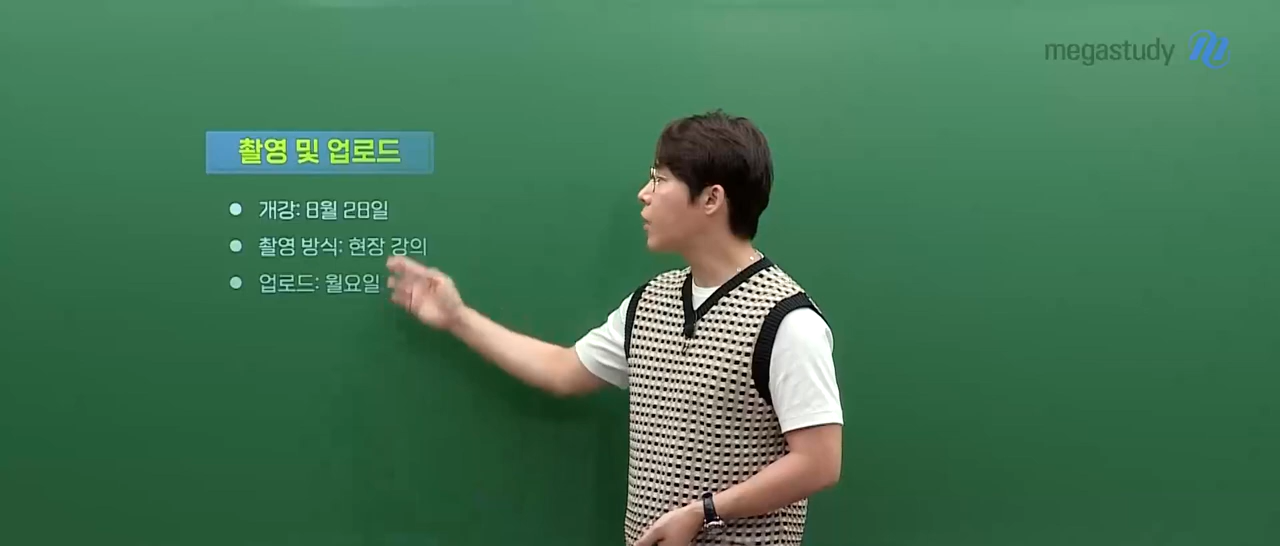 megastudy M
촬영 및 업로드
개강: 8월 28일
촬영 방식: 현장 강의
업로드: 월요일